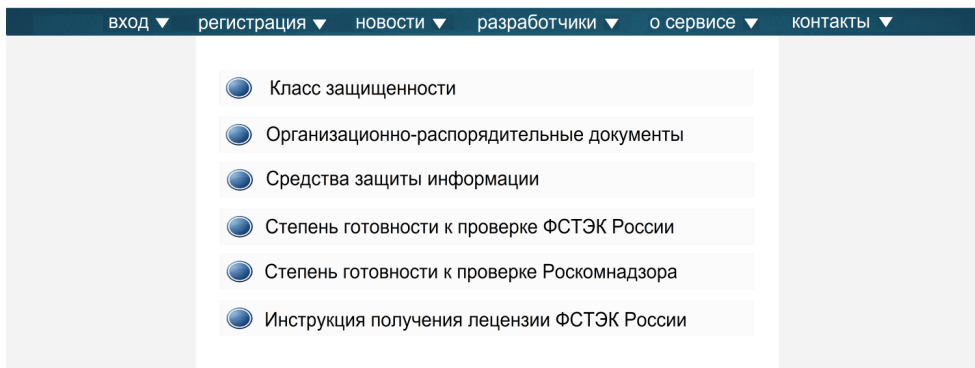 вход ▼ регистрация ▼ новости ▼ разработчики ▼ о сервисе ▼ контакты ▼
Класс защищенности
Организационно-распорядительные документы
Средства защиты информации
Степень готовности к проверке ФСТЭК России
Степень готовности к проверке Роскомнадзора
Инструкция получения лецензии ФСТЭК России